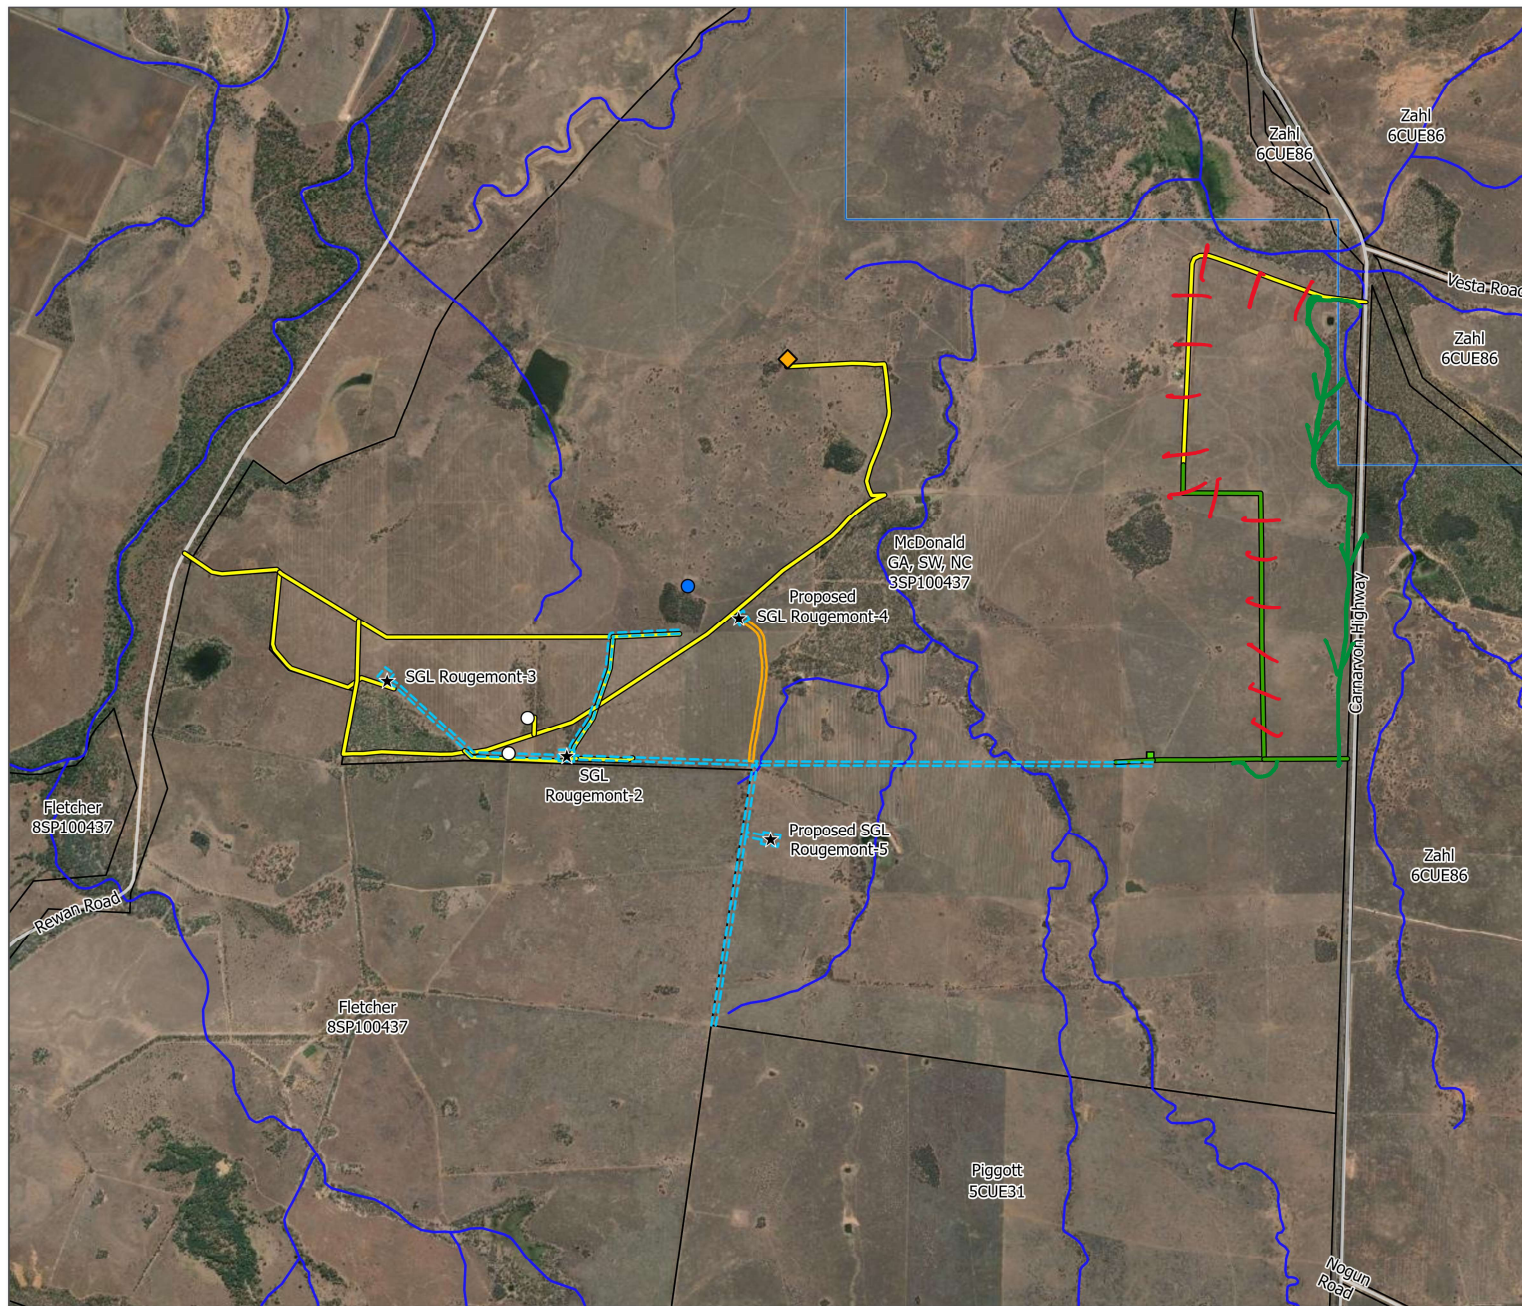 Zahl
6CUE86
Zahl
6CUE86
Vesta Road
Zahl
6CUE86
McDonald
GA, SW, NC
3SP100437
Proposed
SGL Rougemont-4
SGL Rougemont-3
Carnarvon Highway
SGL
Rougemont-2
Fletcher
8SP100437
Proposed SGL
Rougemont-5
Zahl
6CUE86
Rewan Road
Fletcher
8SP100437
Piggott
5CUE31
Nogun
Road